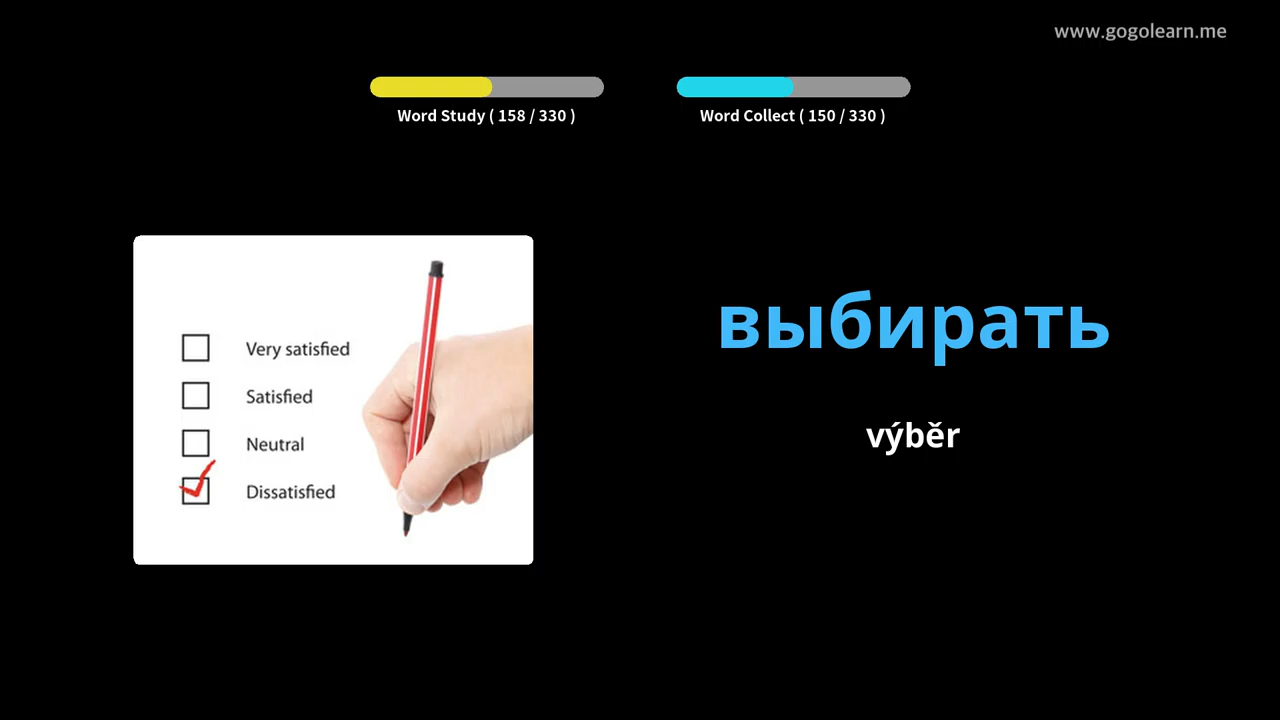 www.gogolearn.me
Word Study ( 158 / 330 )
Word Collect ( 150 / 330 )
Very satisfied
Satisfied
Neutral
Dissatisfied
выбирать
výběr